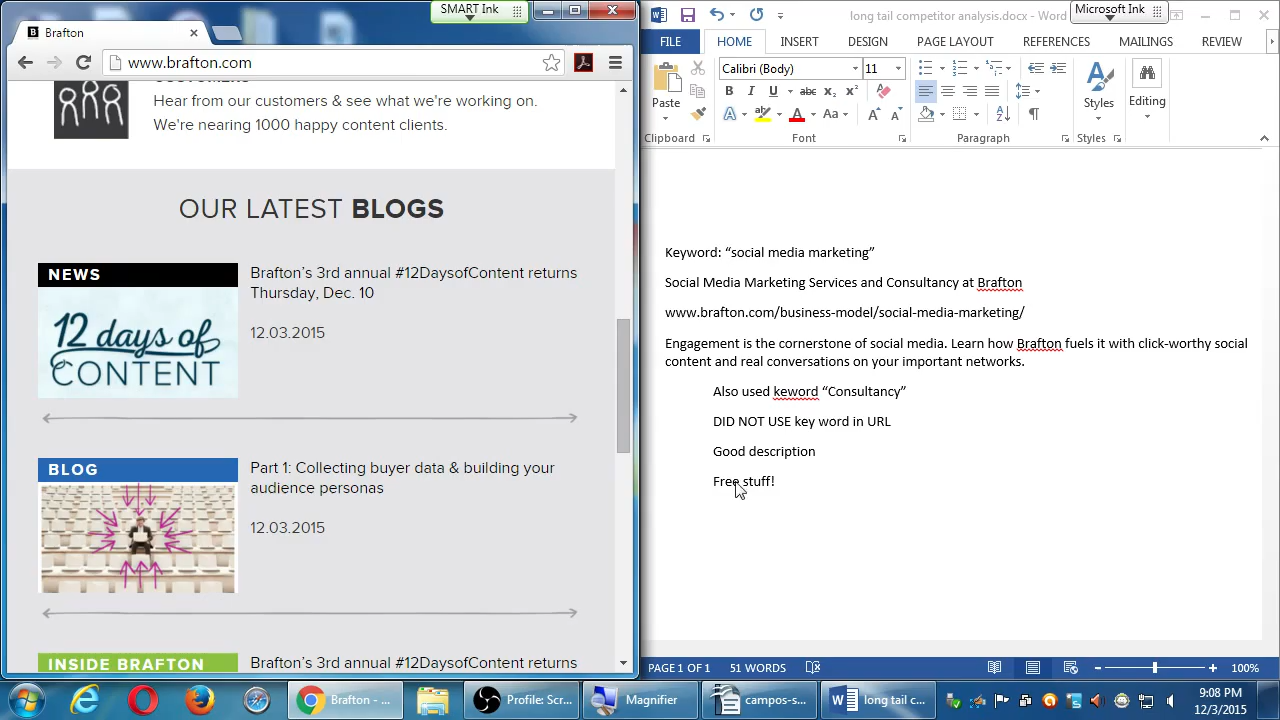 SMART Ink
Brafton
www.brafton.com
CUSTOMERS
Hear from our customers & see what we're working on.
We're nearing 1000 happy content clients.
OUR LATEST BLOGS
NEWS
12 days of
CONTENT
Brafton's 3rd annual #12DaysofContent returns
Thursday, Dec. 10
12.03.2015
BLOG
Part 1: Collecting buyer data & building your
audience personas
12.03.2015
INSIDE BRAFTON
Brafton's 3rd annual #12DaysofContent returns
long tail competitor analysis.docx - Word
Microsoft Ink
FILE HOME INSERT DESIGN PAGE LAYOUT REFERENCES MAILINGS REVIEW
Paste
Calibri (Body) 11
Styles
Editing
Clipboard Font Paragraph Styles
Keyword: “social media marketing”
Social Media Marketing Services and Consultancy at Brafton
www.brafton.com/business-model/social-media-marketing/
Engagement is the cornerstone of social media. Learn how Brafton fuels it with click-worthy social
content and real conversations on your important networks.
Also used keword “Consultancy”
DID NOT USE key word in URL
Good description
Free stuff!
PAGE 1 OF 1 51 WORDS 100%
Brafton - ...
Profile: Scr...
Magnifier
campos-s...
long tail c...
9:08 PM
12/3/2015